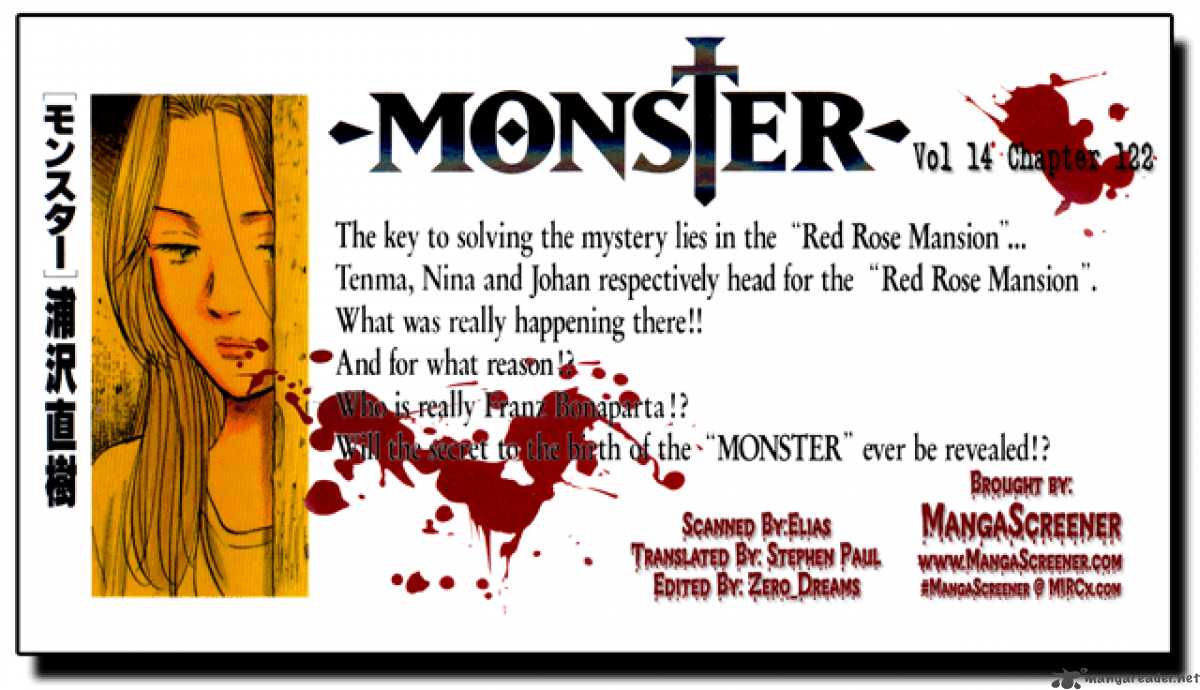 [モンスター] 浦沢直樹
MONSTER
Vol 14 Chapter 122
The key to solving the mystery lies in the “Red Rose Mansion”...
Tenma, Nina and Johan respectively head for the “Red Rose Mansion”.
What was really happening there!!
And for what reason!?
Who is really Franz Bonaparta!?
Will the secret to the birth of the “MONSTER” ever be revealed!?
Scanned By:Elias
Translated By: Stephen Paul
Edited By: Zero_Dreams
Brought by:
MangaScreener
www.MangaScreener.com
#MangaScreener @ MIRCx.com
mangareader.net